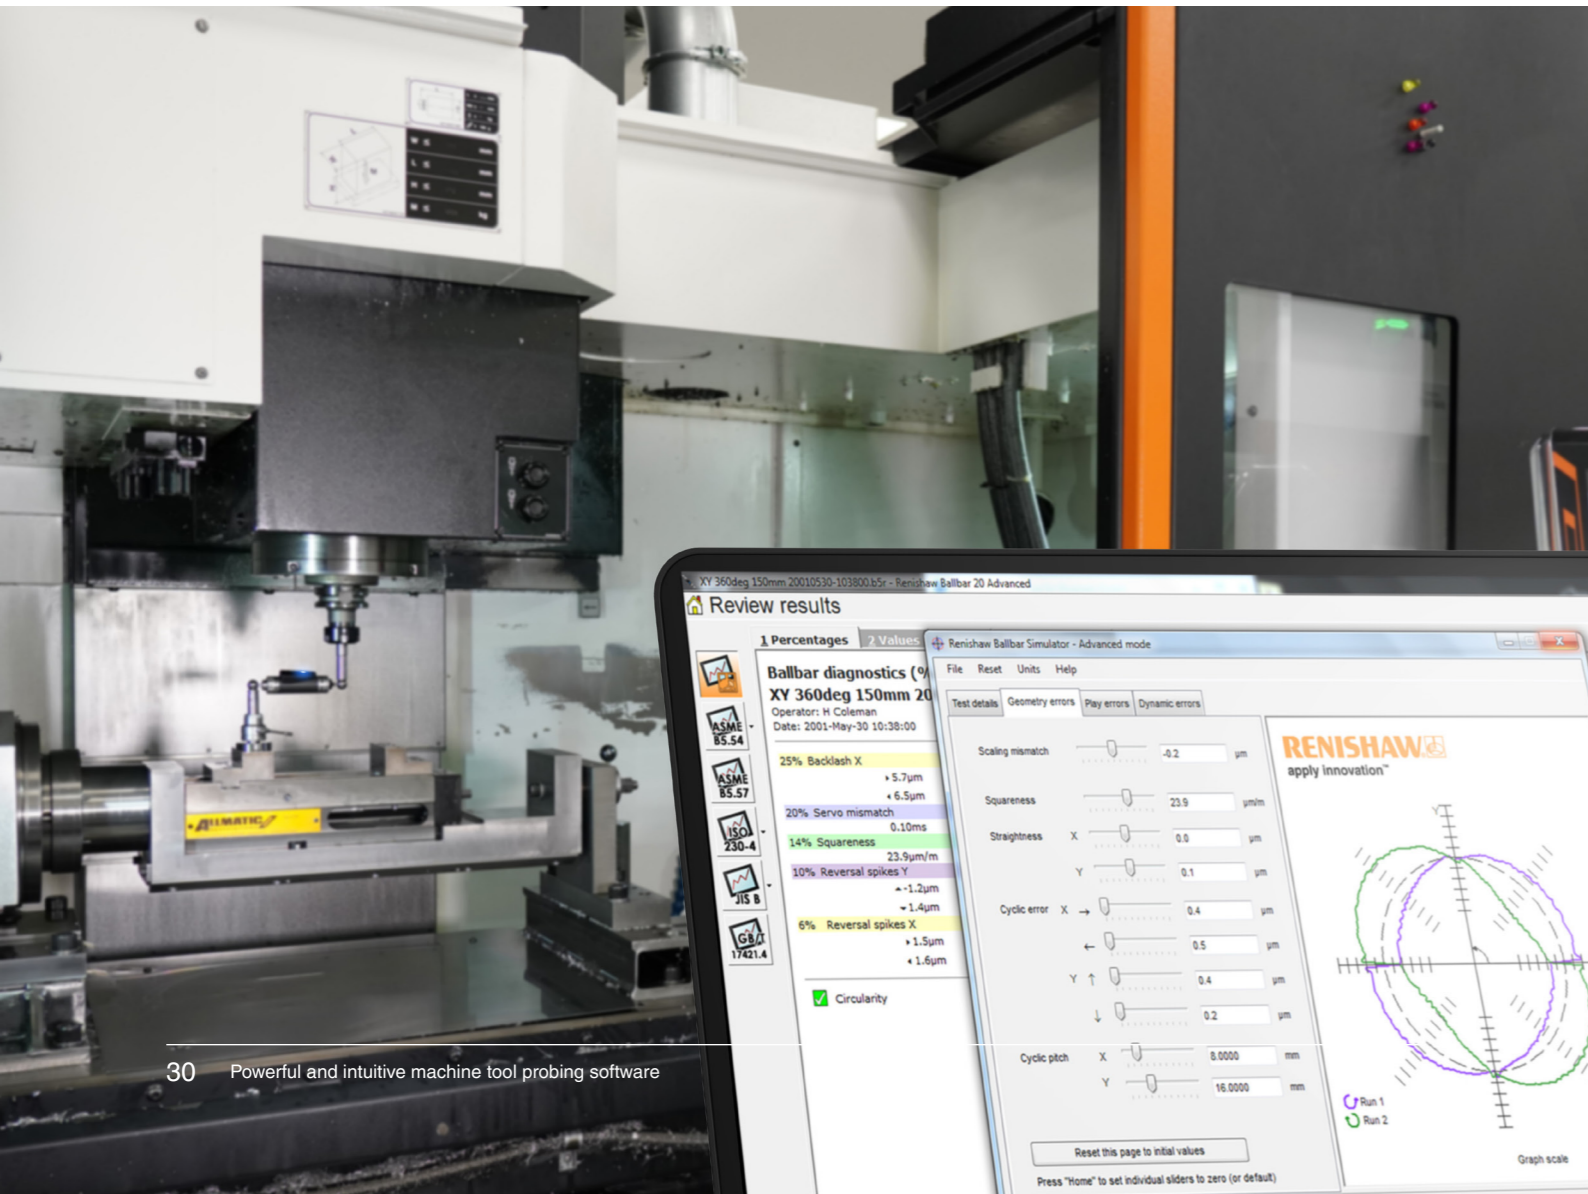 W ≤ mm
L ≤ mm
H ≤ mm
M ≤ kg
ALLMATIC
XY 360deg 150mm 20010530-103800.b5r - Renishaw Ballbar 20 Advanced
Review results
1 Percentages
2 Values
Ballbar diagnostics (%
XY 360deg 150mm 20
Operator: H Coleman
Date: 2001-May-30 10:38:00
25% Backlash X
5.7µm
6.5µm
20% Servo mismatch
0.10ms
14% Squareness
23.9µm/m
10% Reversal spikes Y
-1.2µm
1.4µm
6% Reversal spikes X
1.5µm
1.6µm
Circularity
ASME
B5.54
ASME
B5.57
ISO
230-4
JIS B
GB/T
17421.4
Renishaw Ballbar Simulator - Advanced mode
File Reset Units Help
Test details Geometry errors Play errors Dynamic errors
Scaling mismatch -0.2 µm
Squareness 23.9 µm/m
Straightness X 0.0 µm
Y 0.1 µm
Cyclic error X → 0.4 µm
← 0.5 µm
Y ↑ 0.4 µm
↓ 0.2 µm
Cyclic pitch X 8.0000 mm
Y 16.0000 mm
Reset this page to initial values
Press "Home" to set individual sliders to zero (or default)
RENISHAW
apply innovation™
Y
Run 1
Run 2
Graph scale
30 Powerful and intuitive machine tool probing software